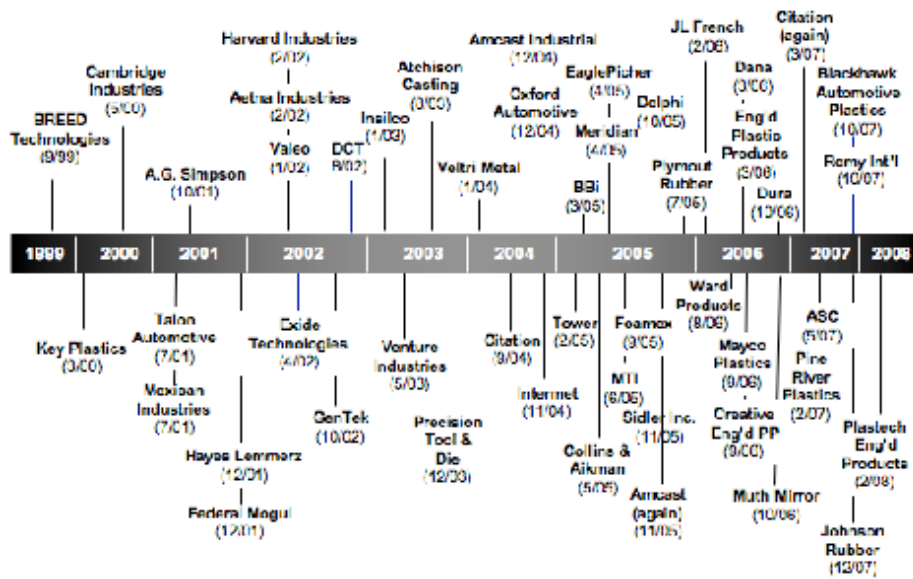 Harvard Industries
(2/02)
Aetna Industries
(2/02)
Valeo
(1/02)
Cambridge
Industries
(5/00)
BREED
Technologies
(9/99)
A.G. Simpson
(10/01)
DCT
8/02)
Insilco
(1/03)
Atchison
Casting
(8/03)
Veltri Metal
(1/04)
Amcast Industrial
(12/04)
Oxford
Automotive
(12/04)
EaglePicher
(4/05)
Meridian
(4/05)
BBi
(3/05)
Delphi
(10/05)
Plymout
Rubber
(7/05)
JL French
(2/06)
Dana
(3/06)
Eng'd
Plastic
Products
(3/06)
Dura
(10/06)
Citation
(again)
(3/07)
Blackhawk
Automotive
Plastics
(10/07)
Remy Int'l
(10/07)
1999 2000 2001 2002 2003 2004 2005 2006 2007 2008
Key Plastics
(3/00)
Talon
Automotive
(7/01)
Mexican
Industries
(7/01)
Hayes Lemmerz
(12/01)
Federal Mogul
(12/01)
Exide
Technologies
(4/02)
GenTek
(10/02)
Venture
Industries
(5/03)
Precision
Tool &
Die
(12/03)
Citation
(9/04)
Intermet
(11/04)
Tower
(2/05)
Collins &
Aikman
(5/05)
Foamex
(9/05)
MTI
(6/06)
Sidler Inc.
(11/05)
Amcast
(again)
(11/05)
Ward
Products
(8/06)
Mayco
Plastics
(9/06)
Creative
Eng'd PP
Muth Mirror
(10/06)
ASC
(5/07)
Pine
River
Plastics
(2/07)
Plastech
Eng'd
Products
(2/08)
Johnson
Rubber
(12/07)